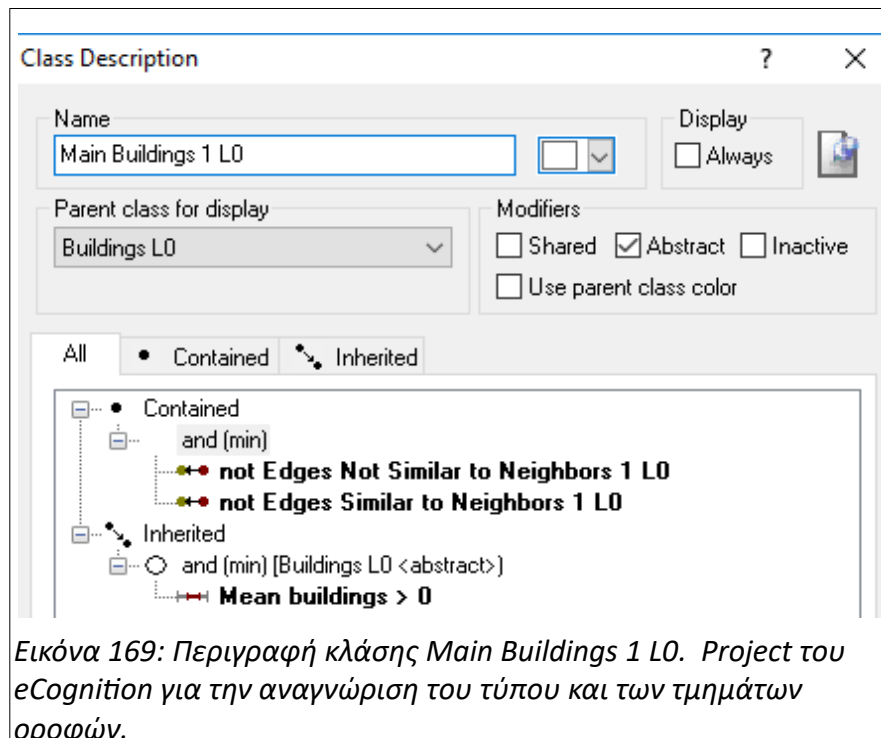 Class Description ?
Name
Display
Main Buildings 1 L0
Always
Parent class for display
Modifiers
Buildings L0
Shared Abstract Inactive
Use parent class color
All Contained Inherited
Contained
and (min)
not Edges Not Similar to Neighbors 1 L0
not Edges Similar to Neighbors 1 L0
Inherited
and (min) [Buildings L0 <abstract>)
Mean buildings > 0
Εικόνα 169: Περιγραφή κλάσης Main Buildings 1 L0. Project του
eCognition για την αναγνώριση του τύπου και των τμημάτων
οροφών.